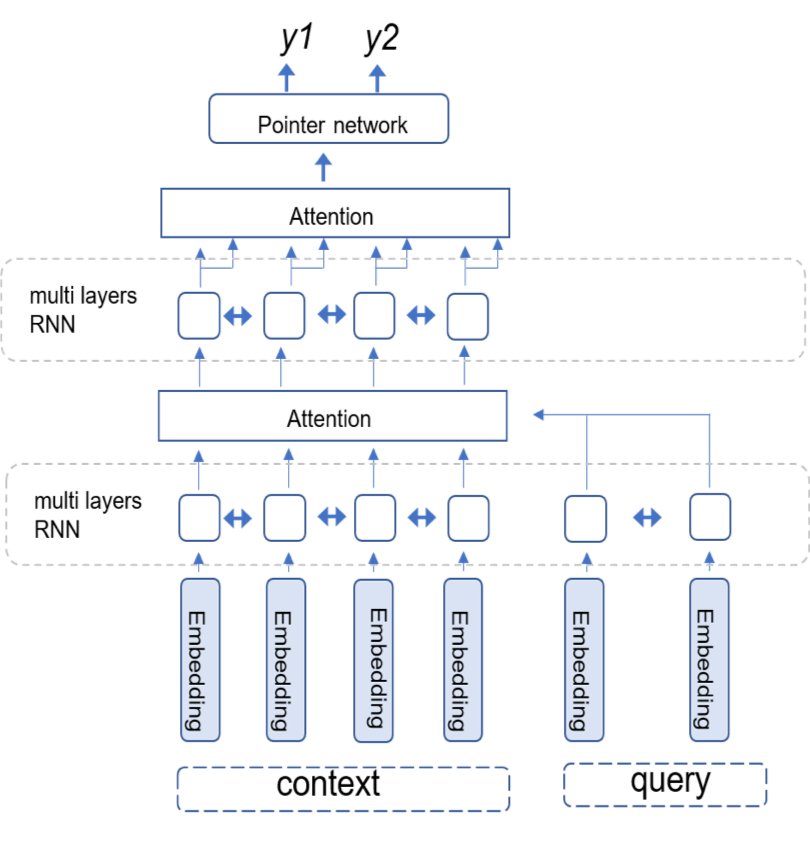 y1 y2
Pointer network
Attention
multi layers
RNN
Attention
multi layers
RNN
Embedding
Embedding
Embedding
Embedding
Embedding
Embedding
context
query